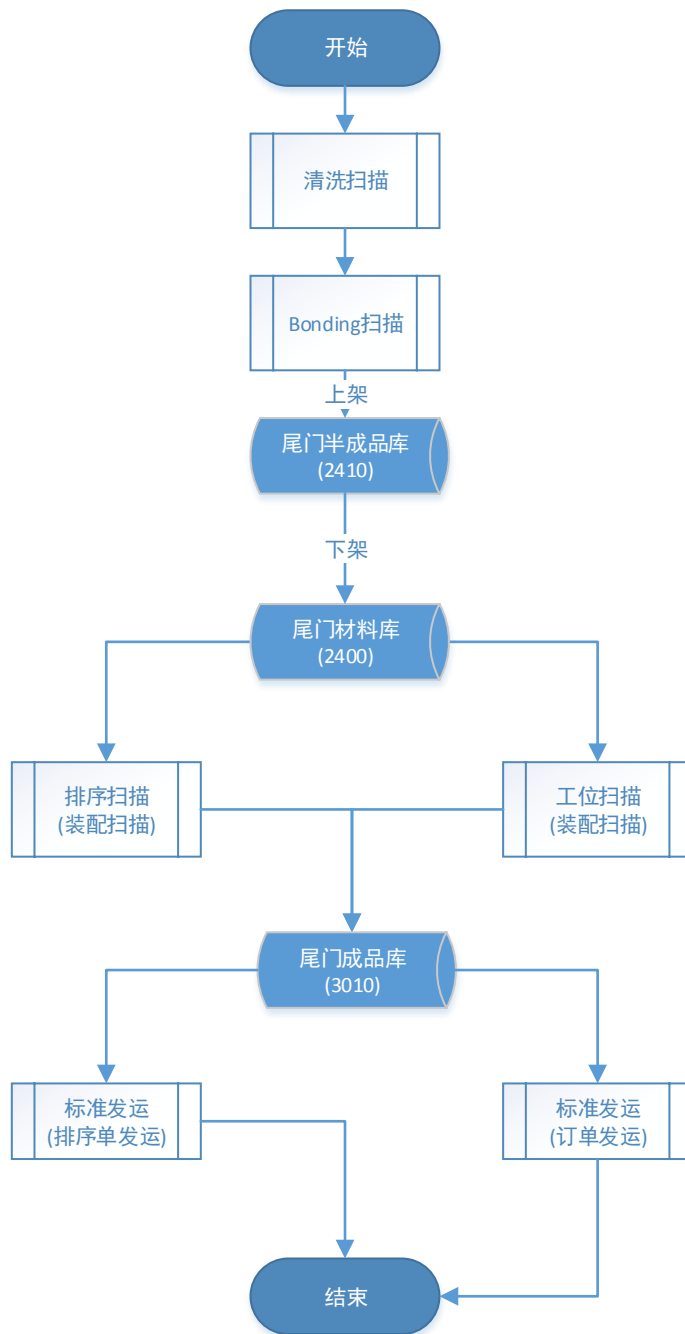 开始
清洗扫描
Bonding扫描
上架
尾门半成品库
(2410)
下架
尾门材料库
(2400)
排序扫描
(装配扫描)
工位扫描
(装配扫描)
尾门成品库
(3010)
标准发运
(排序单发运)
标准发运
(订单发运)
结束